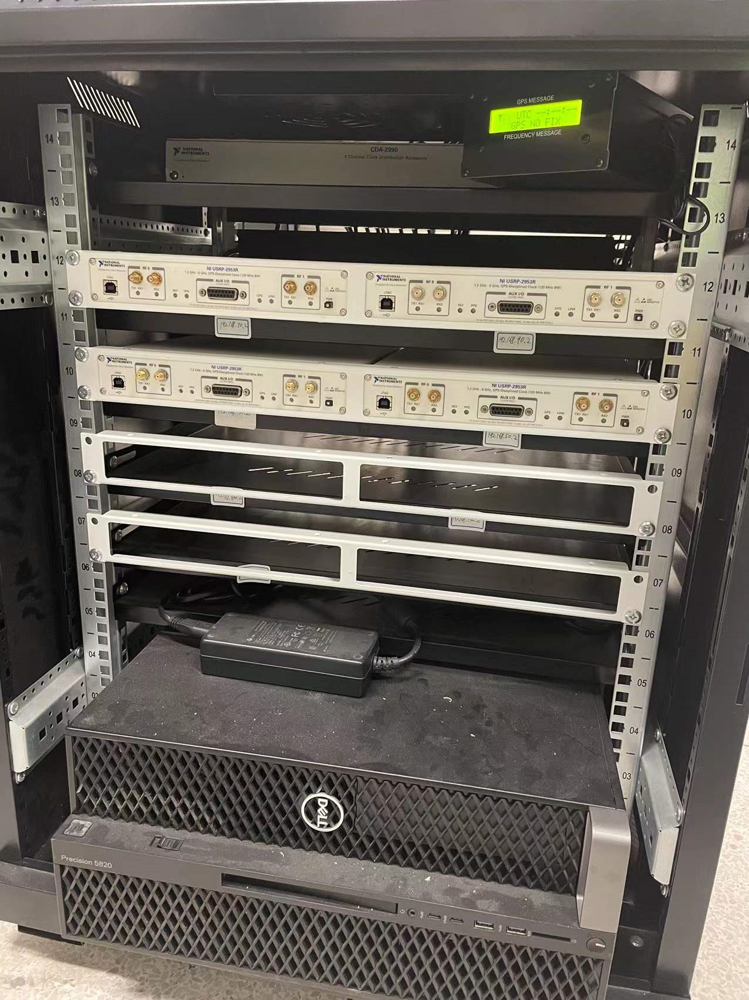 GPS MESSAGE
UTC --:--:--
GPS NO FIX
FREQUENCY MESSAGE
NATIONAL INSTRUMENTS
CDA-2990
8 Channel Clock Distribution Accessory
14
14
13
13
12
12
NATIONAL INSTRUMENTS
NI USRP-2953R
1.2 GHz - 6 GHz, GPS-Disciplined Clock (120 MHz BW)
JTAG
RF 0
TX1 RX1
RX2
REF
PPS
AUX I/O
GPS
LINK
RF 1
TX1 RX1
RX2
PWR
NATIONAL INSTRUMENTS
NI USRP-2953R
1.2 GHz - 6 GHz, GPS-Disciplined Clock (120 MHz BW)
JTAG
RF 0
TX1 RX1
RX2
REF
PPS
AUX I/O
GPS
LINK
RF 1
TX1 RX1
RX2
PWR
11
11
192.168.70.2
192.168.90.2
10
10
NATIONAL INSTRUMENTS
NI USRP-2953R
1.2 GHz - 6 GHz, GPS-Disciplined Clock (120 MHz BW)
JTAG
RF 0
TX1 RX1
RX2
REF
PPS
AUX I/O
GPS
LINK
RF 1
TX1 RX1
RX2
PWR
NATIONAL INSTRUMENTS
NI USRP-2953R
1.2 GHz - 6 GHz, GPS-Disciplined Clock (120 MHz BW)
JTAG
RF 0
TX1 RX1
RX2
REF
PPS
AUX I/O
GPS
LINK
RF 1
TX1 RX1
RX2
PWR
192.168.50.2
09
09
08
08
07
07
06
06
05
05
04
04
03
FC CE
DELL
Precision 5820